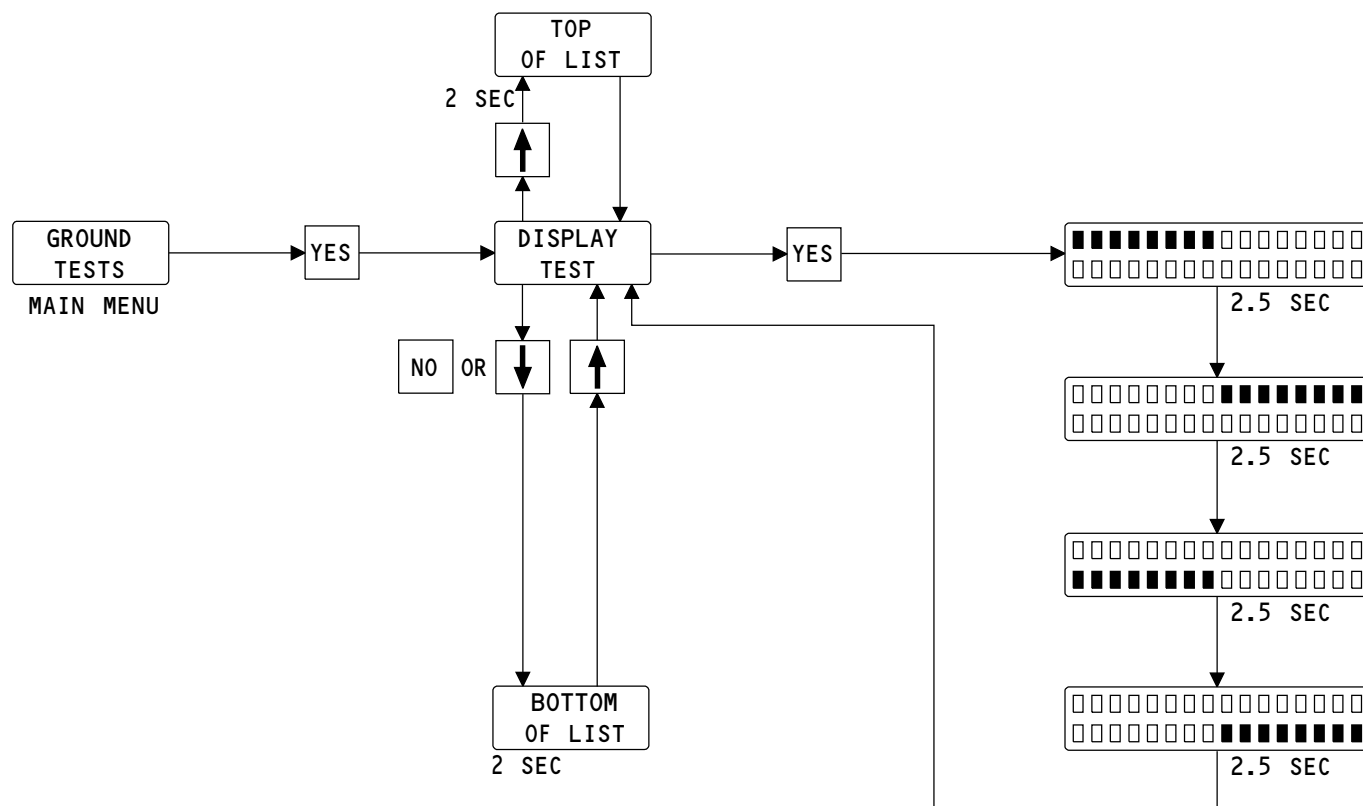 TOP
OF LIST
2 SEC
GROUND
TESTS
MAIN MENU
YES
DISPLAY
TEST
YES
2.5 SEC
NO OR
2.5 SEC
2.5 SEC
BOTTOM
OF LIST
2 SEC
2.5 SEC